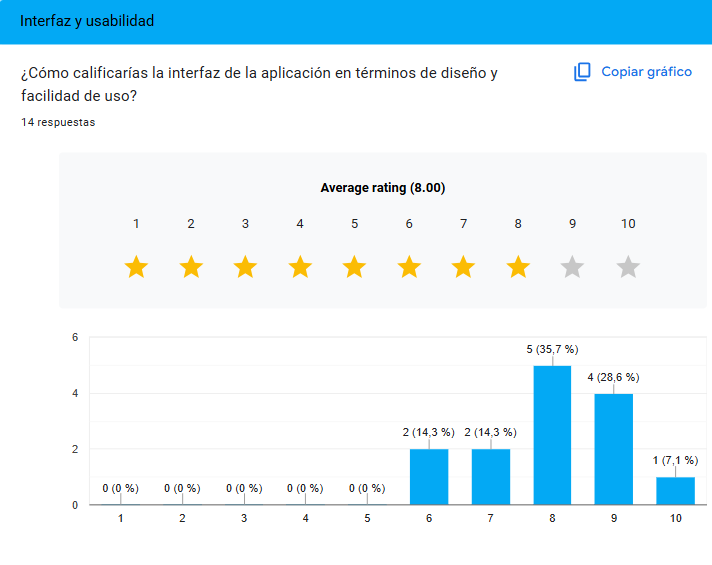 Interfaz y usabilidad
¿Cómo calificarías la interfaz de la aplicación en términos de diseño y
facilidad de uso?
Copiar gráfico
14 respuestas
Average rating (8.00)
1 2 3 4 5 6 7 8 9 10
6
4
2
0
0 (0 %) 0 (0 %) 0 (0 %) 0 (0 %) 0 (0 %) 2 (14,3 %) 2 (14,3 %) 5 (35,7 %) 4 (28,6 %) 1 (7,1 %)
1 2 3 4 5 6 7 8 9 10